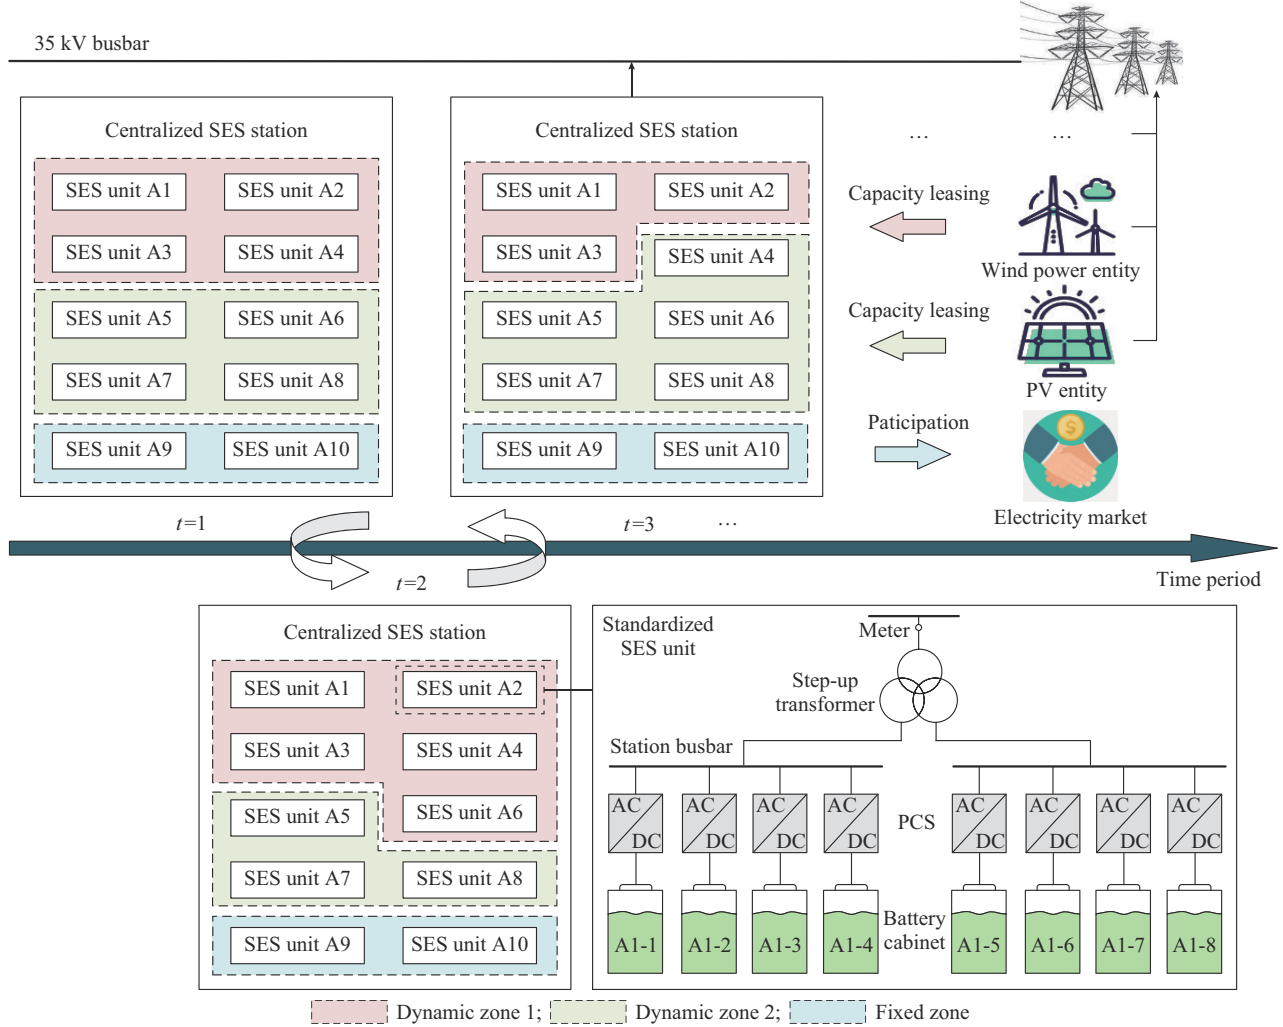 35 kV busbar
Centralized SES station
SES unit A1
SES unit A2
SES unit A3
SES unit A4
SES unit A5
SES unit A6
SES unit A7
SES unit A8
SES unit A9
SES unit A10
Centralized SES station
SES unit A1
SES unit A2
SES unit A3
SES unit A4
SES unit A5
SES unit A6
SES unit A7
SES unit A8
SES unit A9
SES unit A10
...
...
Capacity leasing
Wind power entity
Capacity leasing
PV entity
Paticipation
$
Electricity market
t=1
t=2
t=3
...
Time period
Centralized SES station
SES unit A1
SES unit A2
SES unit A3
SES unit A4
SES unit A5
SES unit A6
SES unit A7
SES unit A8
SES unit A9
SES unit A10
Standardized
SES unit
Meter
Step-up
transformer
Station busbar
AC
DC
AC
DC
AC
DC
AC
DC
PCS
AC
DC
AC
DC
AC
DC
AC
DC
A1-1
A1-2
A1-3
A1-4
Battery
cabinet
A1-5
A1-6
A1-7
A1-8
Dynamic zone 1;
Dynamic zone 2;
Fixed zone